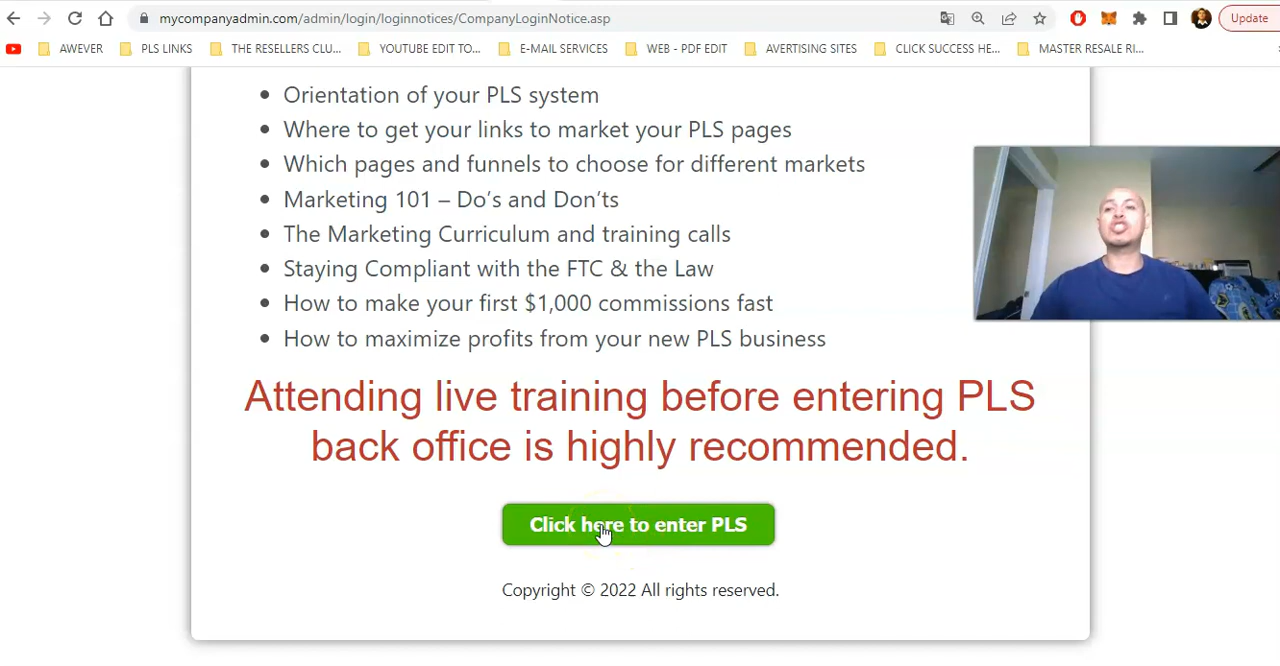 mycompanyadmin.com/admin/login/loginnotices/CompanyLoginNotice.asp
Update
AWEVER
PLS LINKS
THE RESELLERS CLU...
YOUTUBE EDIT TO...
E-MAIL SERVICES
WEB - PDF EDIT
AVERTISING SITES
CLICK SUCCESS HE...
MASTER RESALE RI...
• Orientation of your PLS system
• Where to get your links to market your PLS pages
• Which pages and funnels to choose for different markets
• Marketing 101 – Do's and Don'ts
• The Marketing Curriculum and training calls
• Staying Compliant with the FTC & the Law
• How to make your first $1,000 commissions fast
• How to maximize profits from your new PLS business
Attending live training before entering PLS
back office is highly recommended.
Click here to enter PLS
Copyright © 2022 All rights reserved.